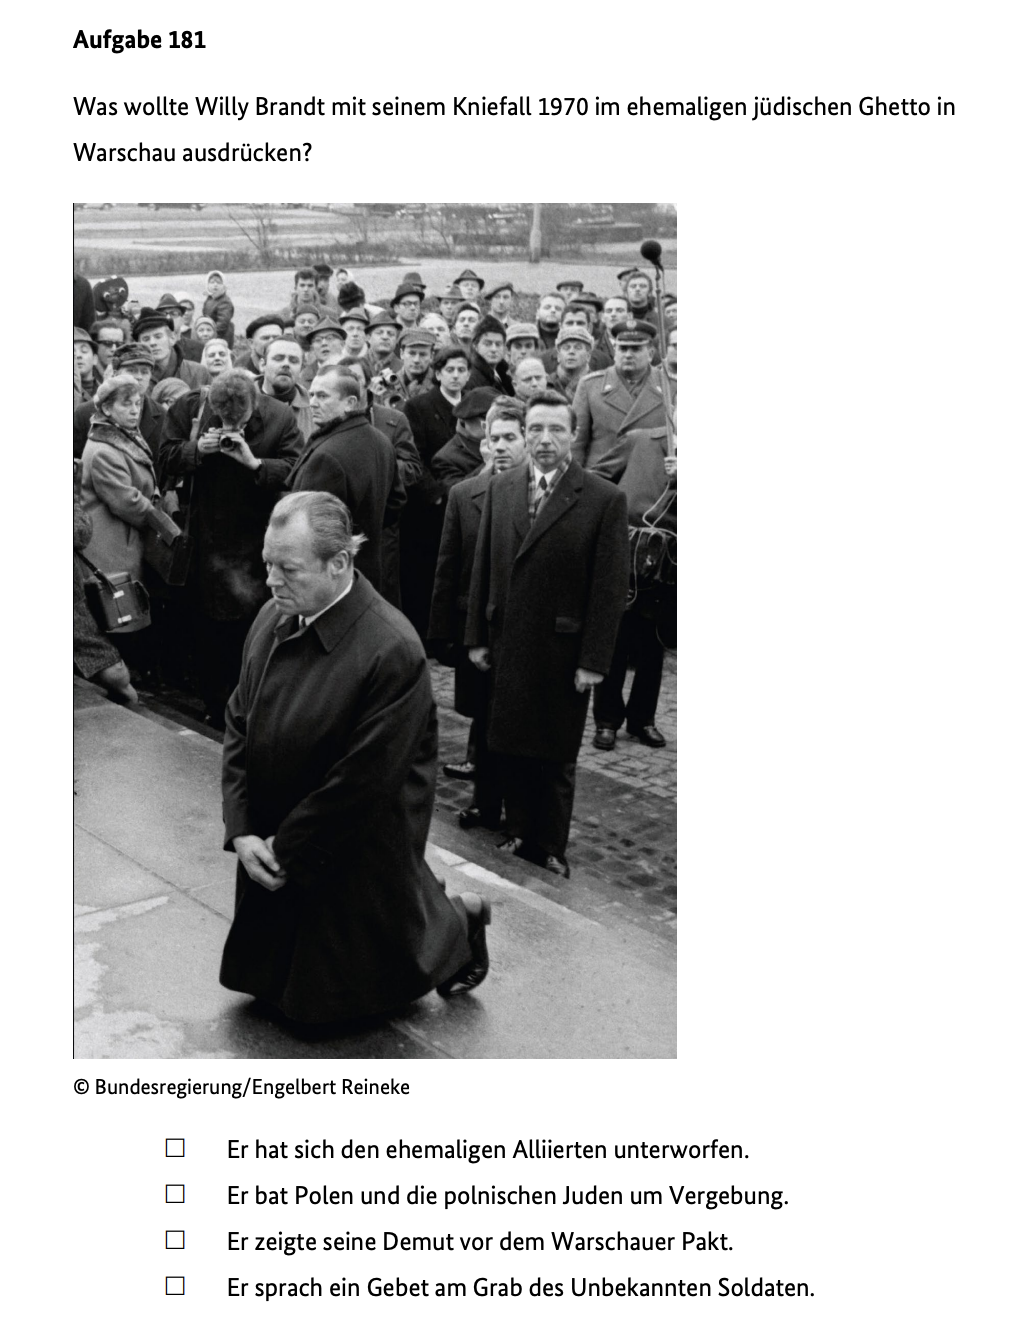 Aufgabe 181
Was wollte Willy Brandt mit seinem Kniefall 1970 im ehemaligen jüdischen Ghetto in
Warschau ausdrücken?
© Bundesregierung/Engelbert Reineke
Er hat sich den ehemaligen Alliierten unterworfen.
Er bat Polen und die polnischen Juden um Vergebung.
Er zeigte seine Demut vor dem Warschauer Pakt.
Er sprach ein Gebet am Grab des Unbekannten Soldaten.